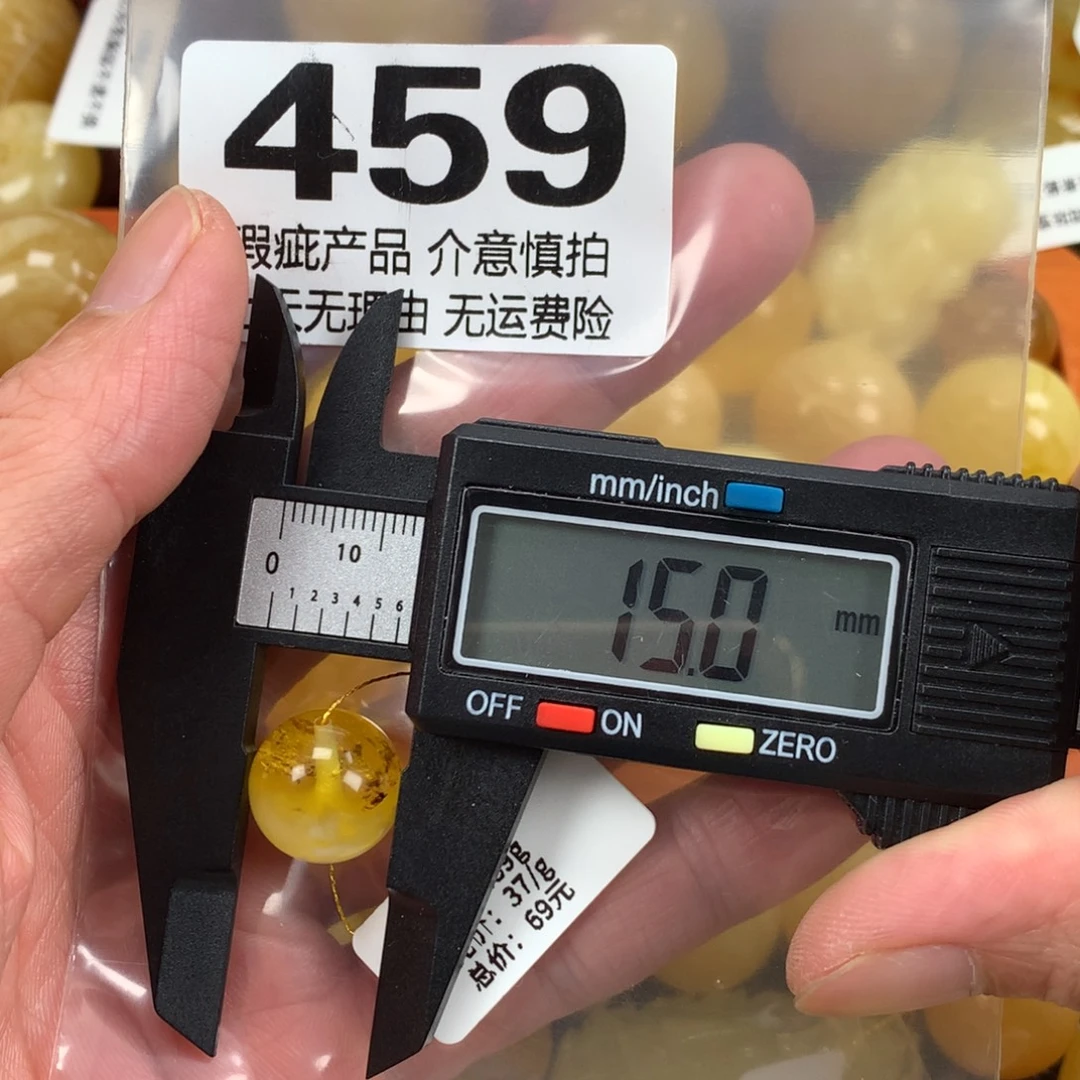 459
瑕疵产品 介意慎拍
天无理由 无运费险
mm/inch
0 10
1 2 3 4 5 6
15.0 mm
OFF ON ZERO
37/g
总价: 69元